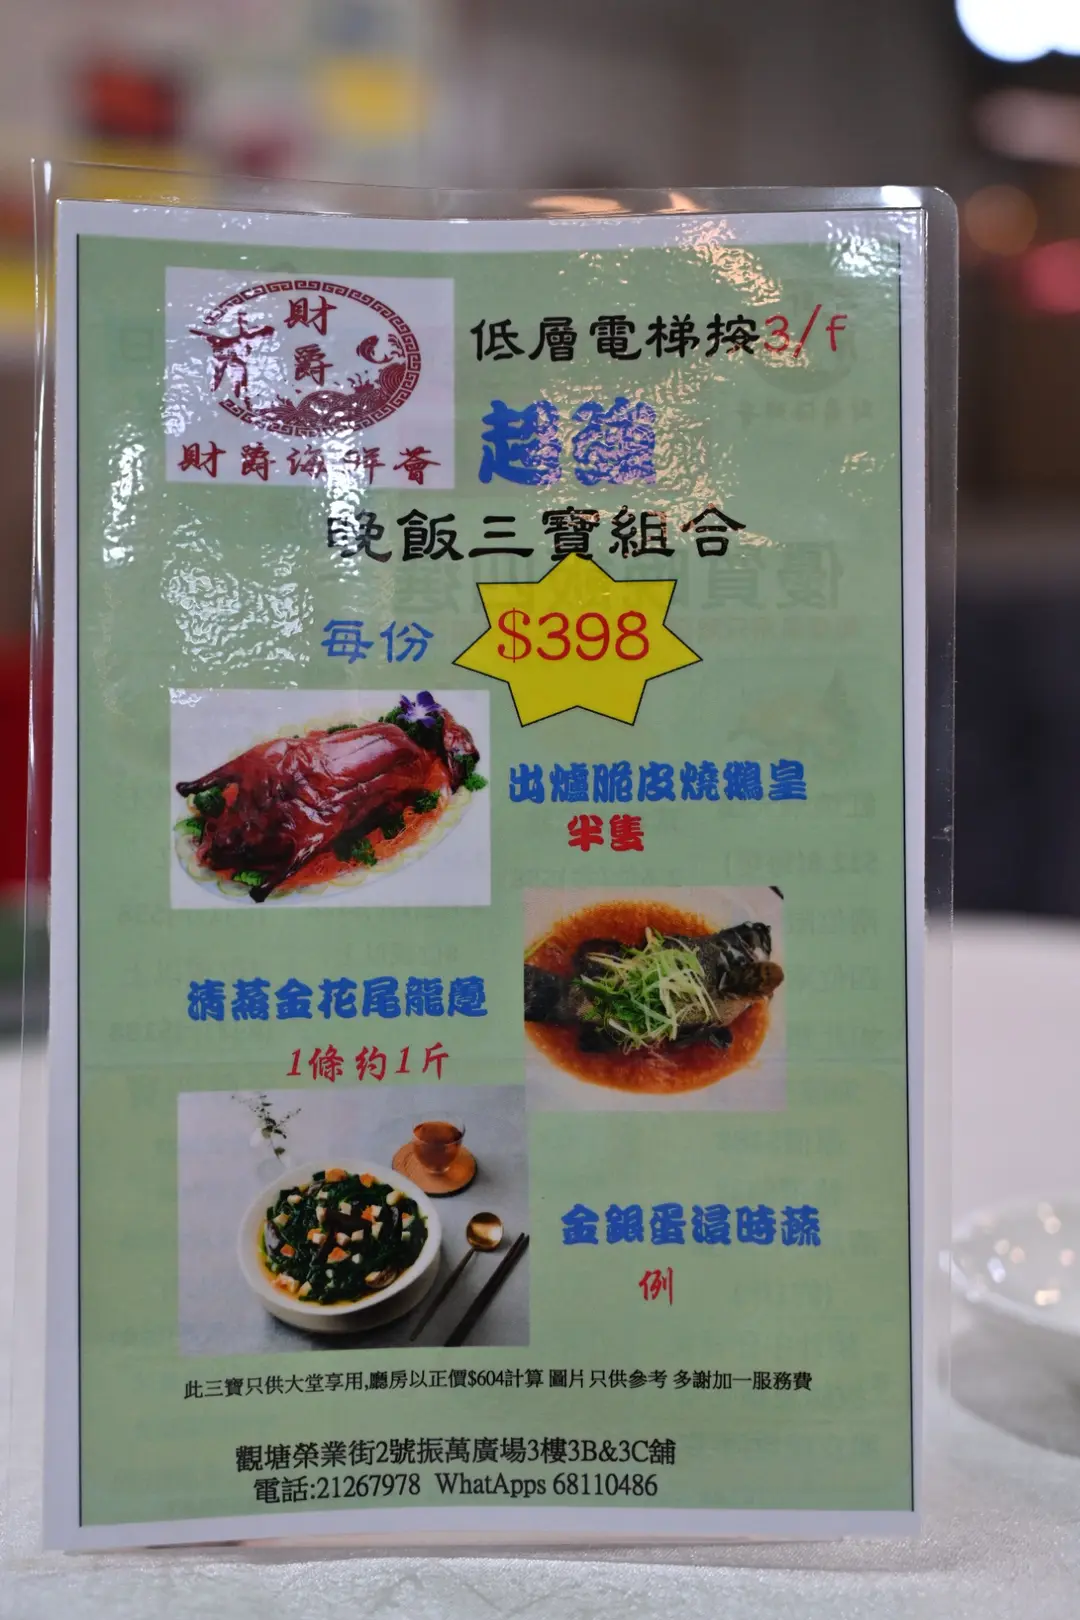 財
爵
財爵海鮮薈
低層電梯按3/f
超強
晚飯三寶組合
每份 $398
出爐脆皮燒鵝皇
半隻
清蒸金花尾龍躉
1條約1斤
金銀蛋浸時蔬
例
此三寶只供大堂享用,廳房以正價$604計算 圖片只供參考 多謝加一服務費
觀塘榮業街2號振萬廣場3樓3B&3C舖
電話:21267978 WhatApps 68110486